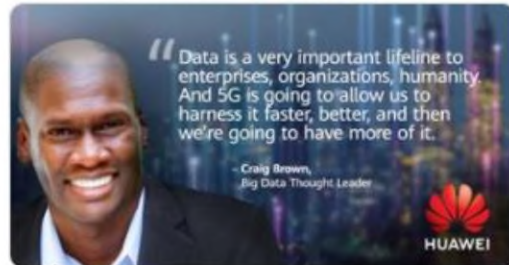 “Data is a very important lifeline to
enterprises, organizations, humanity.
And 5G is going to allow us to
harness it faster, better, and then
we're going to have more of it.
– Craig Brown,
Big Data Thought Leader
HUAWEI